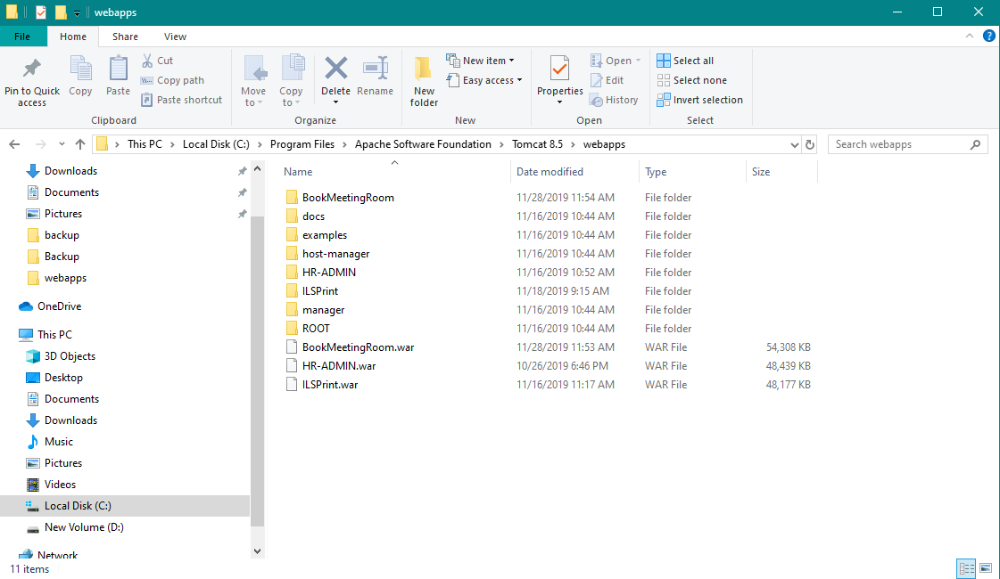 webapps
File Home Share View
Pin to Quick access
Copy
Paste
Cut
Copy path
Paste shortcut
Clipboard
Move to
Copy to
Delete
Rename
Organize
New folder
New item
Easy access
New
Properties
Open
Edit
History
Open
Select all
Select none
Invert selection
Select
This PC > Local Disk (C:) > Program Files > Apache Software Foundation > Tomcat 8.5 > webapps
Search webapps
Downloads
Documents
Pictures
backup
Backup
webapps
OneDrive
This PC
3D Objects
Desktop
Documents
Downloads
Music
Pictures
Videos
Local Disk (C:)
New Volume (D:)
Network
Name Date modified Type Size
BookMeetingRoom 11/28/2019 11:54 AM File folder
docs 11/16/2019 10:44 AM File folder
examples 11/16/2019 10:44 AM File folder
host-manager 11/16/2019 10:44 AM File folder
HR-ADMIN 11/16/2019 10:52 AM File folder
ILSPrint 11/18/2019 9:15 AM File folder
manager 11/16/2019 10:44 AM File folder
ROOT 11/16/2019 10:44 AM File folder
BookMeetingRoom.war 11/28/2019 11:53 AM WAR File 54,308 KB
HR-ADMIN.war 10/26/2019 6:46 PM WAR File 48,439 KB
ILSPrint.war 11/16/2019 11:17 AM WAR File 48,177 KB
11 items